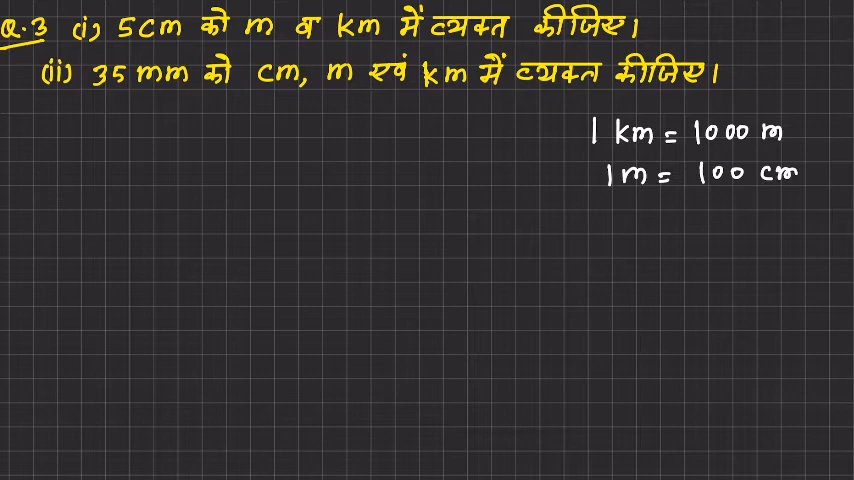 Q.3 (i) 5cm को m व km में व्यक्त कीजिए।
(ii) 35 mm को cm, m एवं km में व्यक्त कीजिए।
1 km = 1000 m
1 m = 100 cm